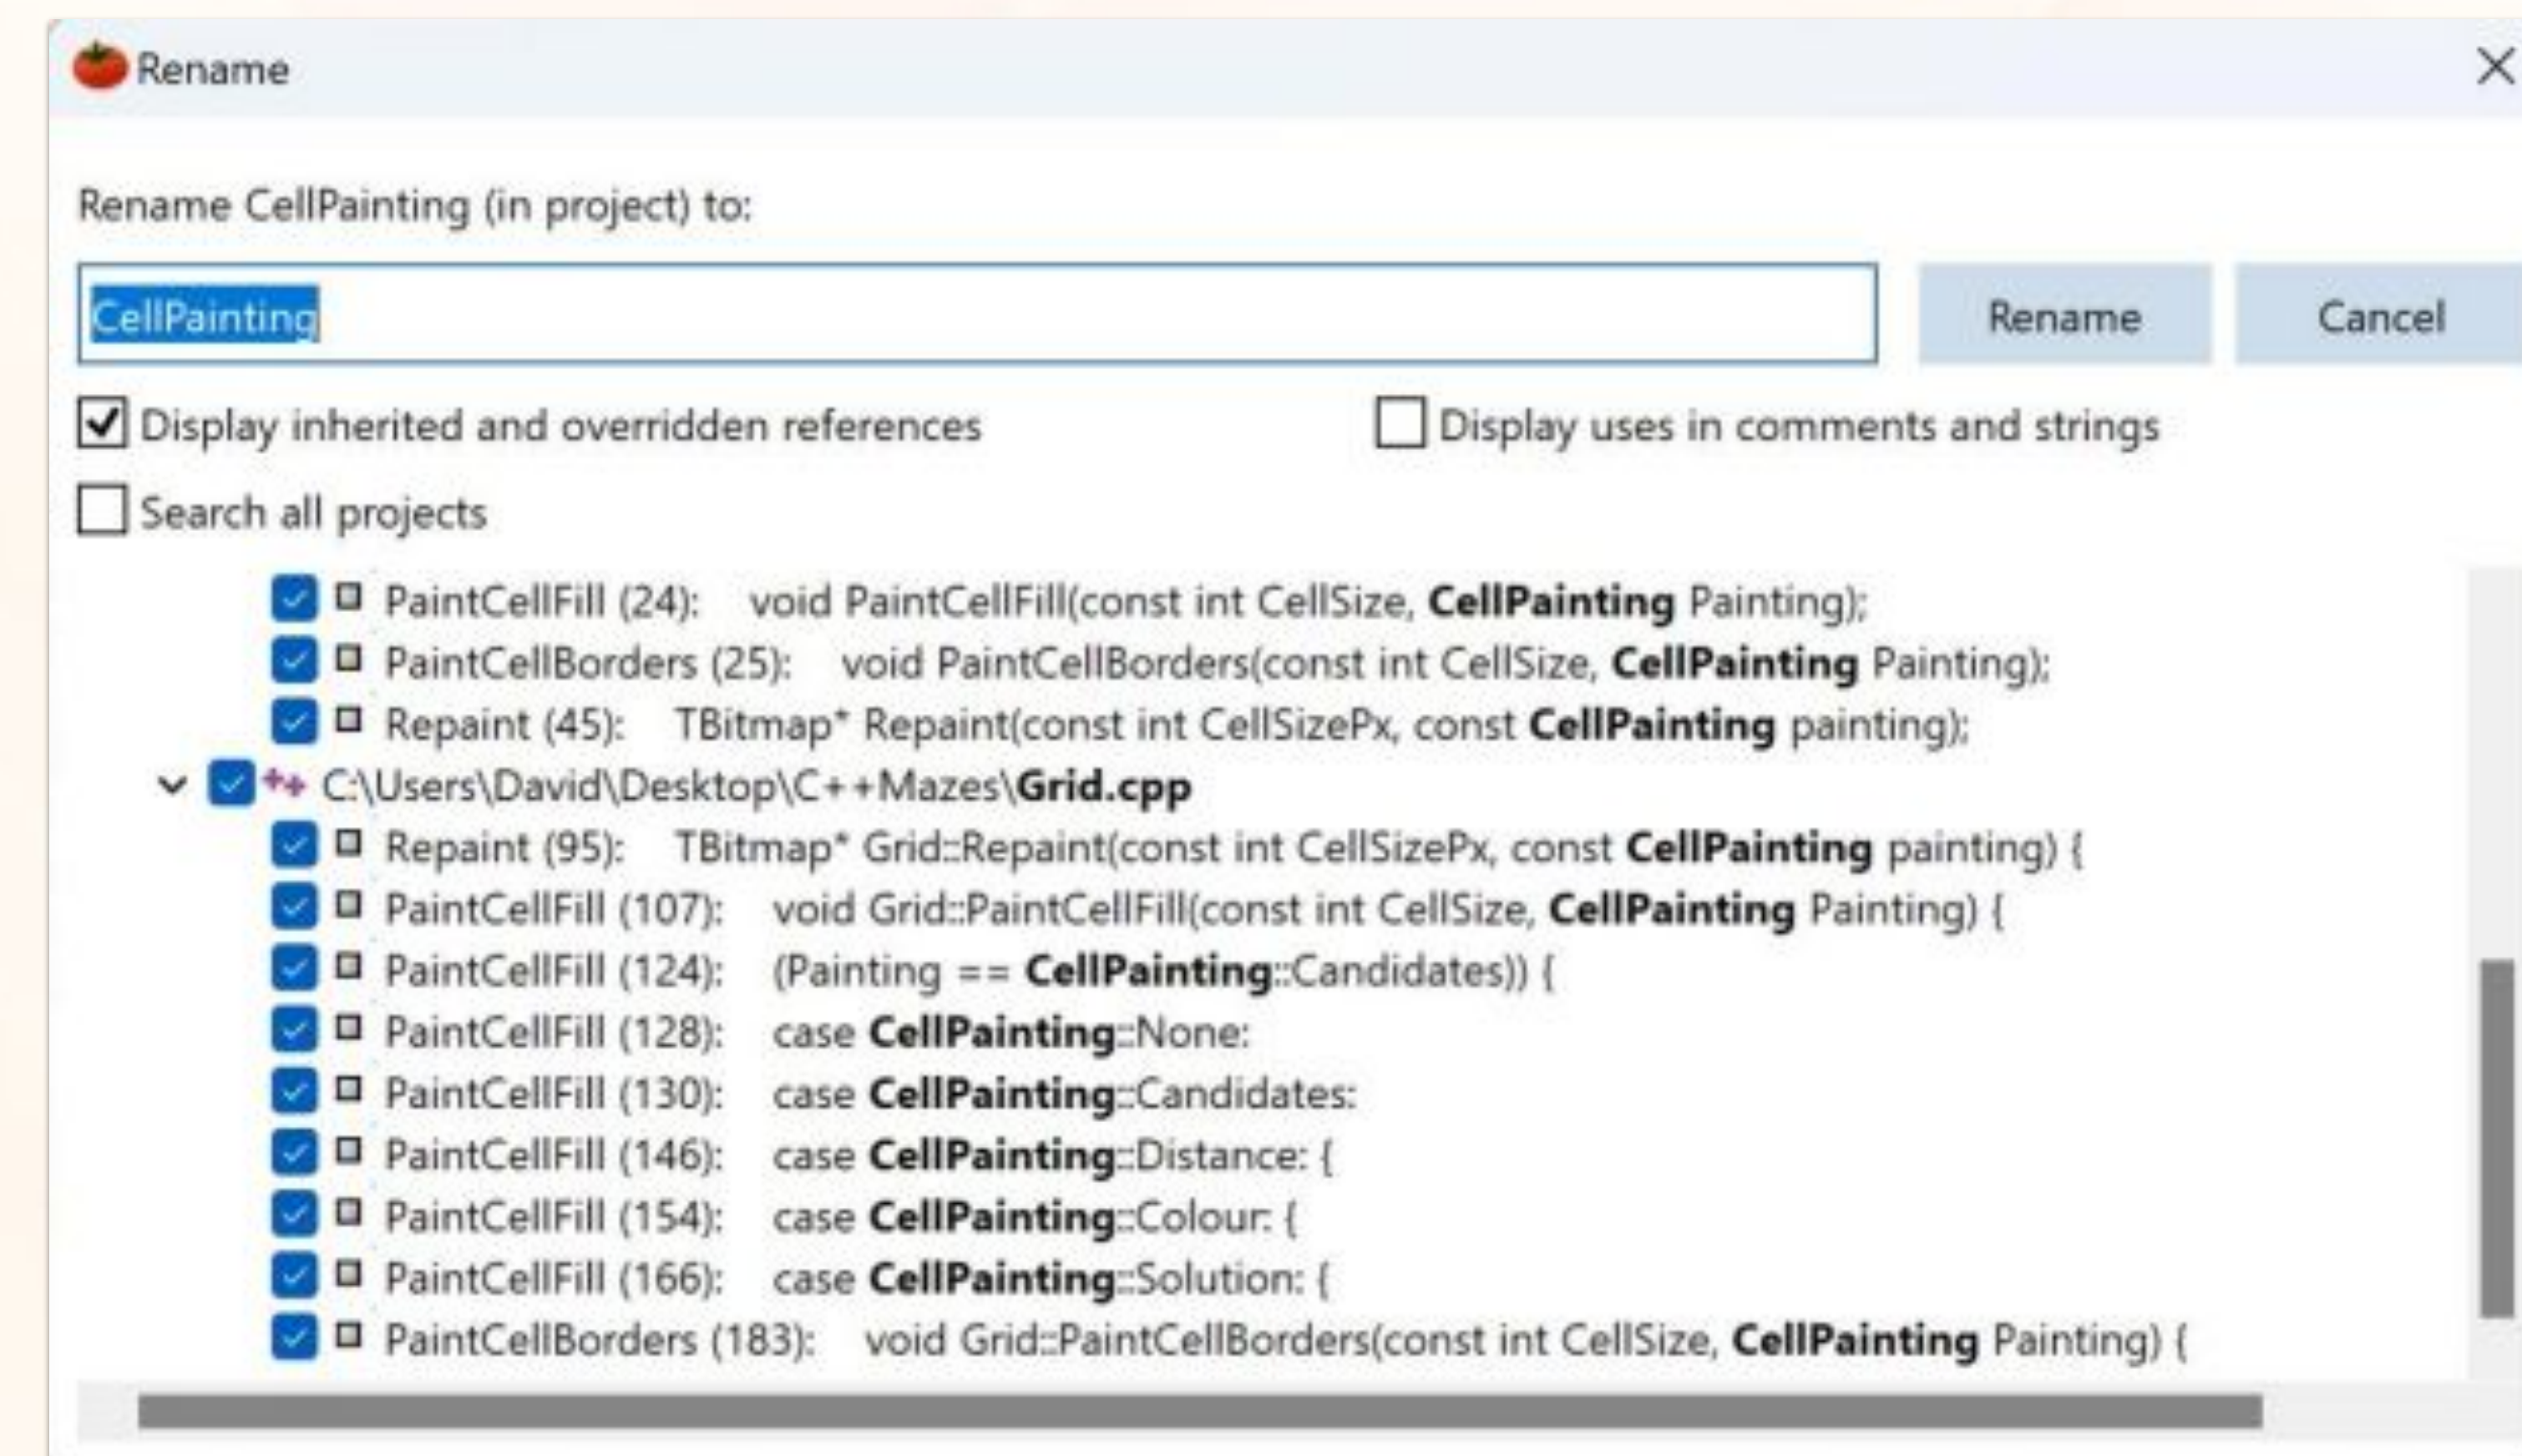 Rename
Rename CellPainting (in project) to:
CellPainting
Rename Cancel
Display inherited and overridden references Display uses in comments and strings
Search all projects
PaintCellFill (24): void PaintCellFill(const int CellSize, CellPainting Painting);
PaintCellBorders (25): void PaintCellBorders(const int CellSize, CellPainting Painting);
Repaint (45): TBitmap* Repaint(const int CellSizePx, const CellPainting painting);
C:\Users\David\Desktop\C++Mazes\Grid.cpp
Repaint (95): TBitmap* Grid::Repaint(const int CellSizePx, const CellPainting painting) {
PaintCellFill (107): void Grid::PaintCellFill(const int CellSize, CellPainting Painting) {
PaintCellFill (124): (Painting == CellPainting::Candidates)) {
PaintCellFill (128): case CellPainting::None:
PaintCellFill (130): case CellPainting::Candidates:
PaintCellFill (146): case CellPainting::Distance: {
PaintCellFill (154): case CellPainting::Colour: {
PaintCellFill (166): case CellPainting::Solution: {
PaintCellBorders (183): void Grid::PaintCellBorders(const int CellSize, CellPainting Painting) {